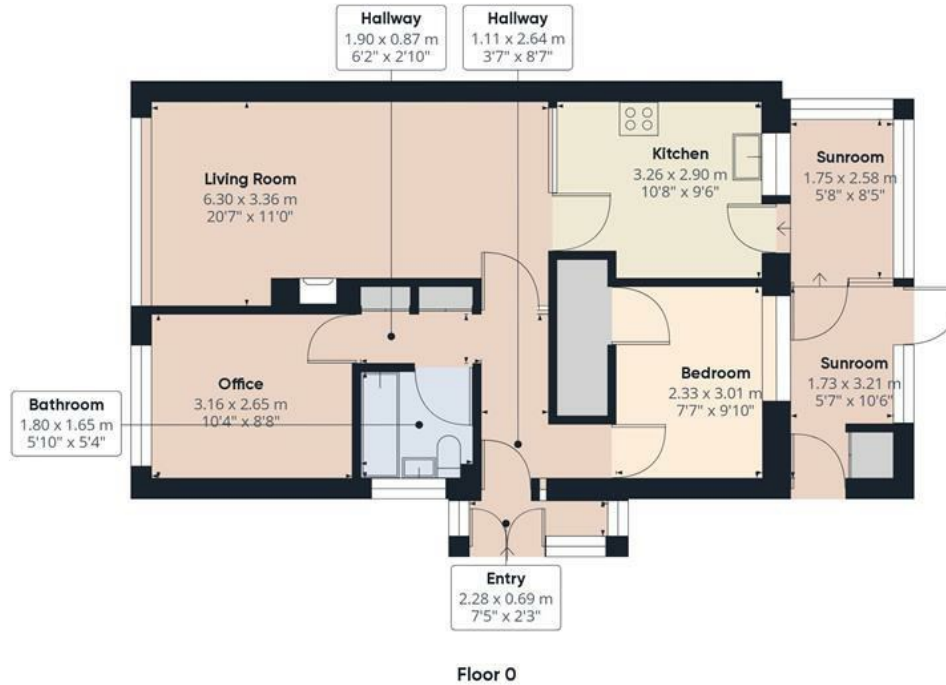 Hallway
1.90 x 0.87 m
6'2" x 2'10"
Hallway
1.11 x 2.64 m
3'7" x 8'7"
Kitchen
3.26 x 2.90 m
10'8" x 9'6"
Sunroom
1.75 x 2.58 m
5'8" x 8'5"
Living Room
6.30 x 3.36 m
20'7" x 11'0"
Office
3.16 x 2.65 m
10'4" x 8'8"
Bathroom
1.80 x 1.65 m
5'10" x 5'4"
Bedroom
2.33 x 3.01 m
7'7" x 9'10"
Sunroom
1.73 x 3.21 m
5'7" x 10'6"
Entry
2.28 x 0.69 m
7'5" x 2'3"
Floor 0